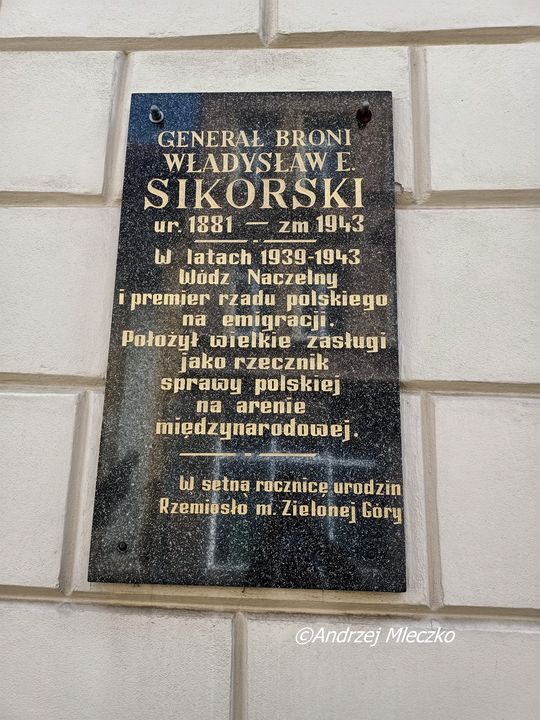 GENERAŁ BRONI
WŁADYSŁAW E.
SIKORSKI
ur. 1881 — zm 1943
W latach 1939-1943
Wódz Naczelny
i premier rządu polskiego
na emigracji.
Położył wielkie zasługi
jako rzecznik
sprawy polskiej
na arenie
międzynarodowej.
W setną rocznicę urodzin
Rzemiosło m. Zielonej Góry
©Andrzej Mleczko